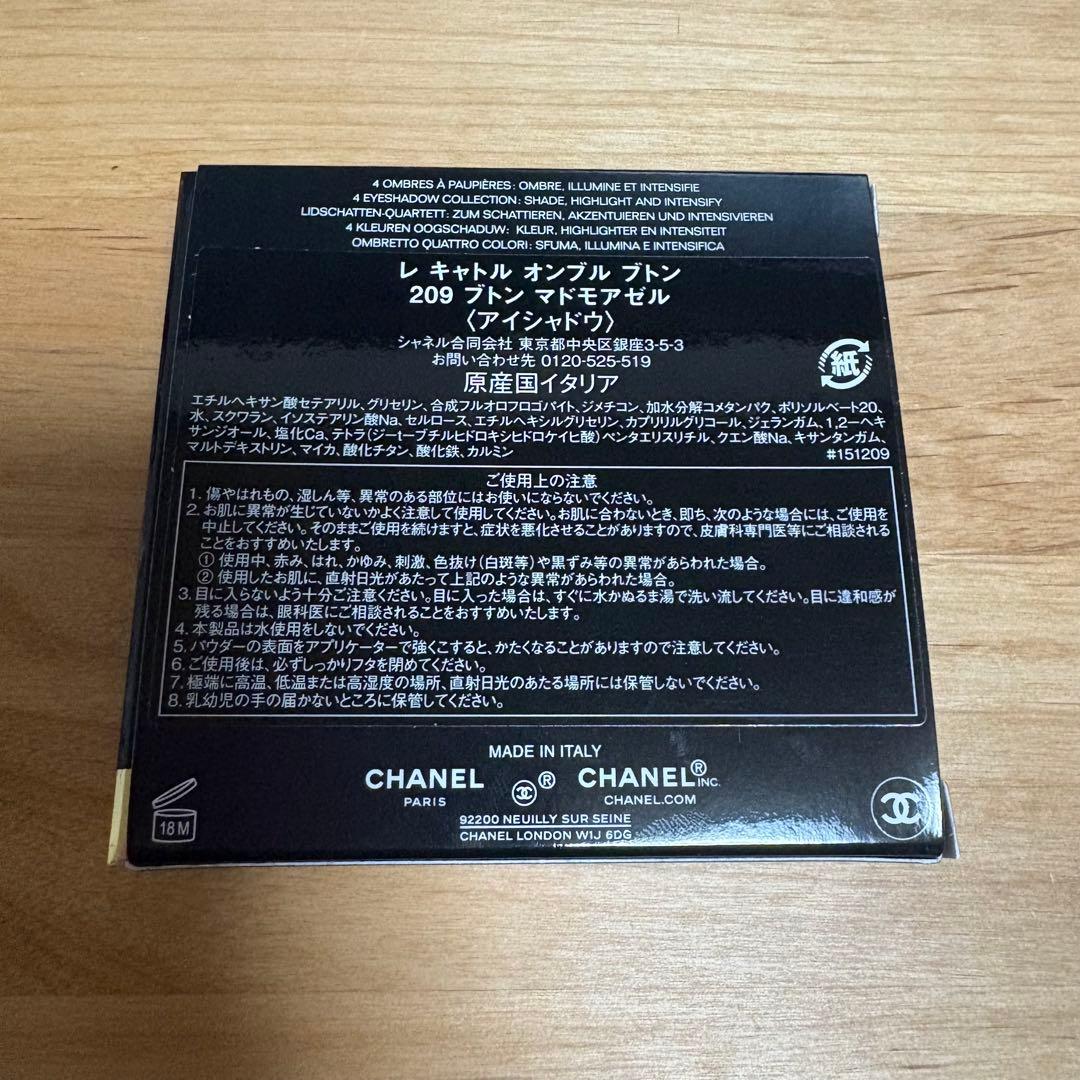 4 OMBRES À PAUPIÈRES: OMBRE, ILLUMINE ET INTENSIFIE
4 EYESHADOW COLLECTION: SHADE, HIGHLIGHT AND INTENSIFY
LIDSCHATTEN-QUARTETT: ZUM SCHATTIEREN, AKZENTUIEREN UND INTENSIVIEREN
4 KLEUREN OOGSCHADUW: KLEUR, HIGHLIGHTER EN INTENSITEIT
OMBRETTO QUATTRO COLORI: SFUMA, ILLUMINA E INTENSIFICA
レ キャトル オンブル ブトン
209 ブトン マドモアゼル
〈アイシャドウ〉
シャネル合同会社 東京都中央区銀座3-5-3
お問い合わせ先 0120-525-519
紙
原産国イタリア
エチルヘキサン酸セテアリル、グリセリン、合成フルオロフロゴパイト、ジメチコン、加水分解コメタンパク、ポリソルベート20、
水、スクワラン、イソステアリン酸Na、セルロース、エチルヘキシルグリセリン、カプリリルグリコール、ジェランガム、1,2ーヘキ
サンジオール、塩化Ca、テトラ(ジーtーブチルヒドロキシヒドロケイヒ酸)ペンタエリスリチル、クエン酸Na、キサンタンガム、
マルトデキストリン、マイカ、酸化チタン、酸化鉄、カルミン #151209
ご使用上の注意
1. 傷やはれもの、湿しん等、異常のある部位にはお使いにならないでください。
2. お肌に異常が生じていないかよく注意して使用してください。お肌に合わないとき、即ち、次のような場合には、ご使用を
中止してください。そのままご使用を続けますと、症状を悪化させることがありますので、皮膚科専門医等にご相談される
ことをおすすめいたします。
① 使用中、赤み、はれ、かゆみ、刺激、色抜け(白斑等)や黒ずみ等の異常があらわれた場合。
② 使用したお肌に、直射日光があたって上記のような異常があらわれた場合。
3. 目に入らないよう十分ご注意ください。目に入った場合は、すぐに水かぬるま湯で洗い流してください。目に違和感が
残る場合は、眼科医にご相談されることをおすすめいたします。
4. 本製品は水使用をしないでください。
5. パウダーの表面をアプリケーターで強くこすると、かたくなることがありますので注意してください。
6. ご使用後は、必ずしっかりフタを閉めてください。
7. 極端に高温、低温または高湿度の場所、直射日光のあたる場所には保管しないでください。
8. 乳幼児の手の届かないところに保管してください。
MADE IN ITALY
CHANEL ® CHANEL® INC.
PARIS CHANEL.COM
92200 NEUILLY SUR SEINE
CHANEL LONDON W1J 6DG
18 M